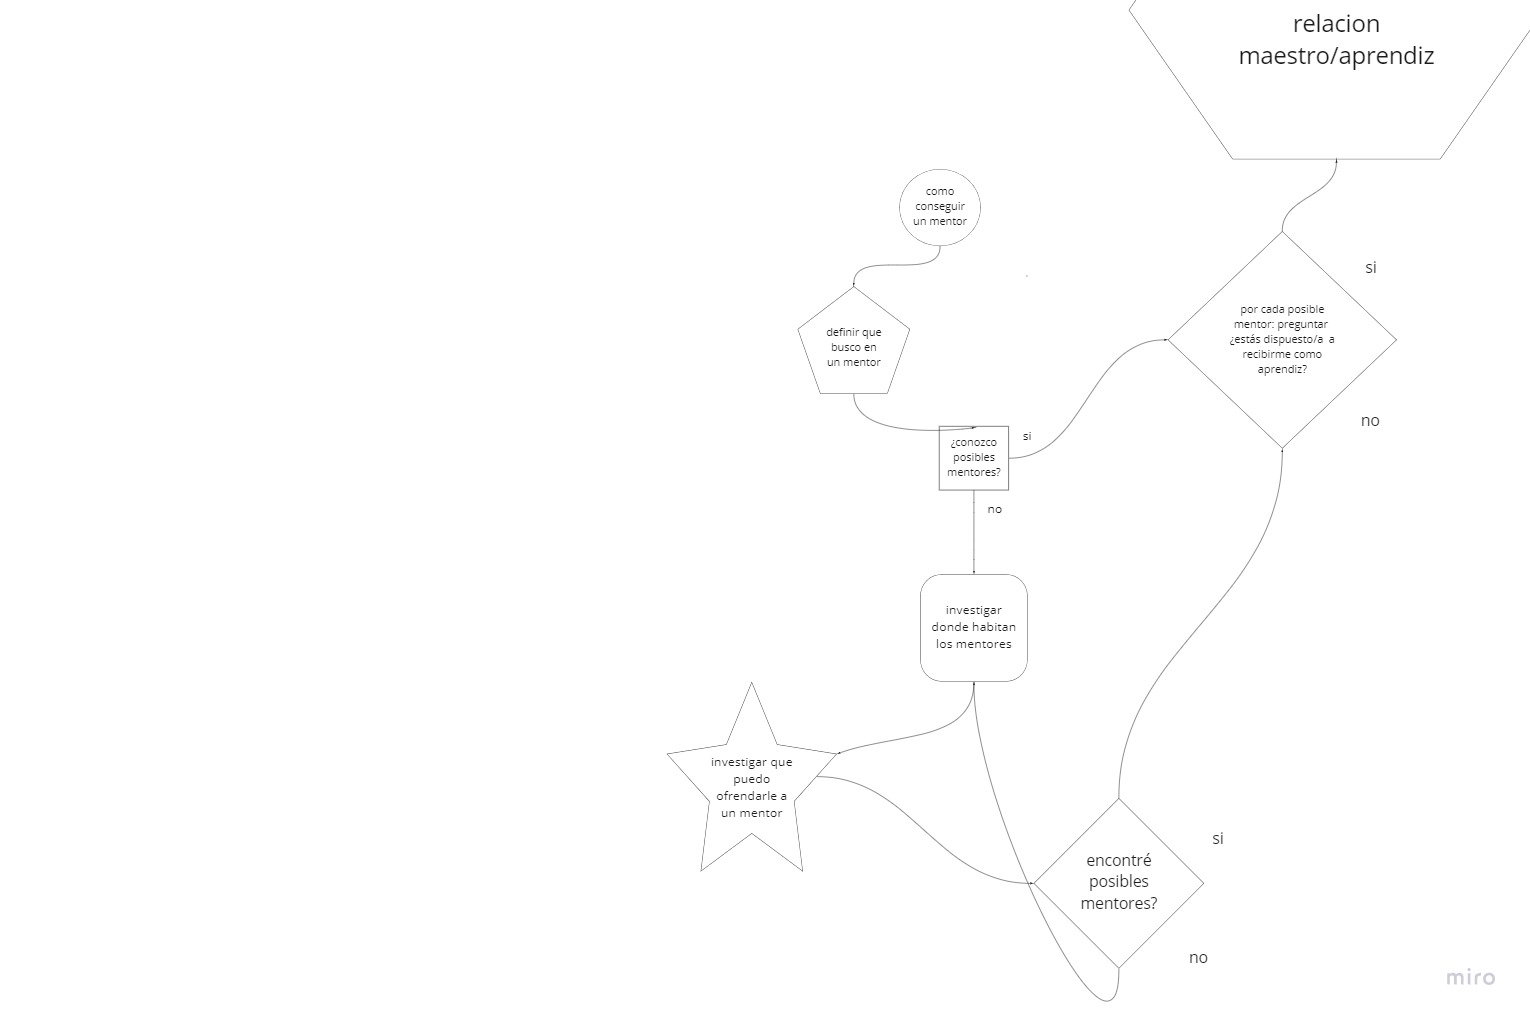 relacion
maestro/aprendiz
como
conseguir
un mentor
si
por cada posible
mentor: preguntar
¿estás dispuesto/a  a
recibirme como
aprendiz?
no
definir que
busco en
un mentor
¿conozco
posibles
mentores?
si
no
investigar
donde habitan
los mentores
investigar que
puedo
ofrendarle a
un mentor
si
encontré
posibles
mentores?
no
miro